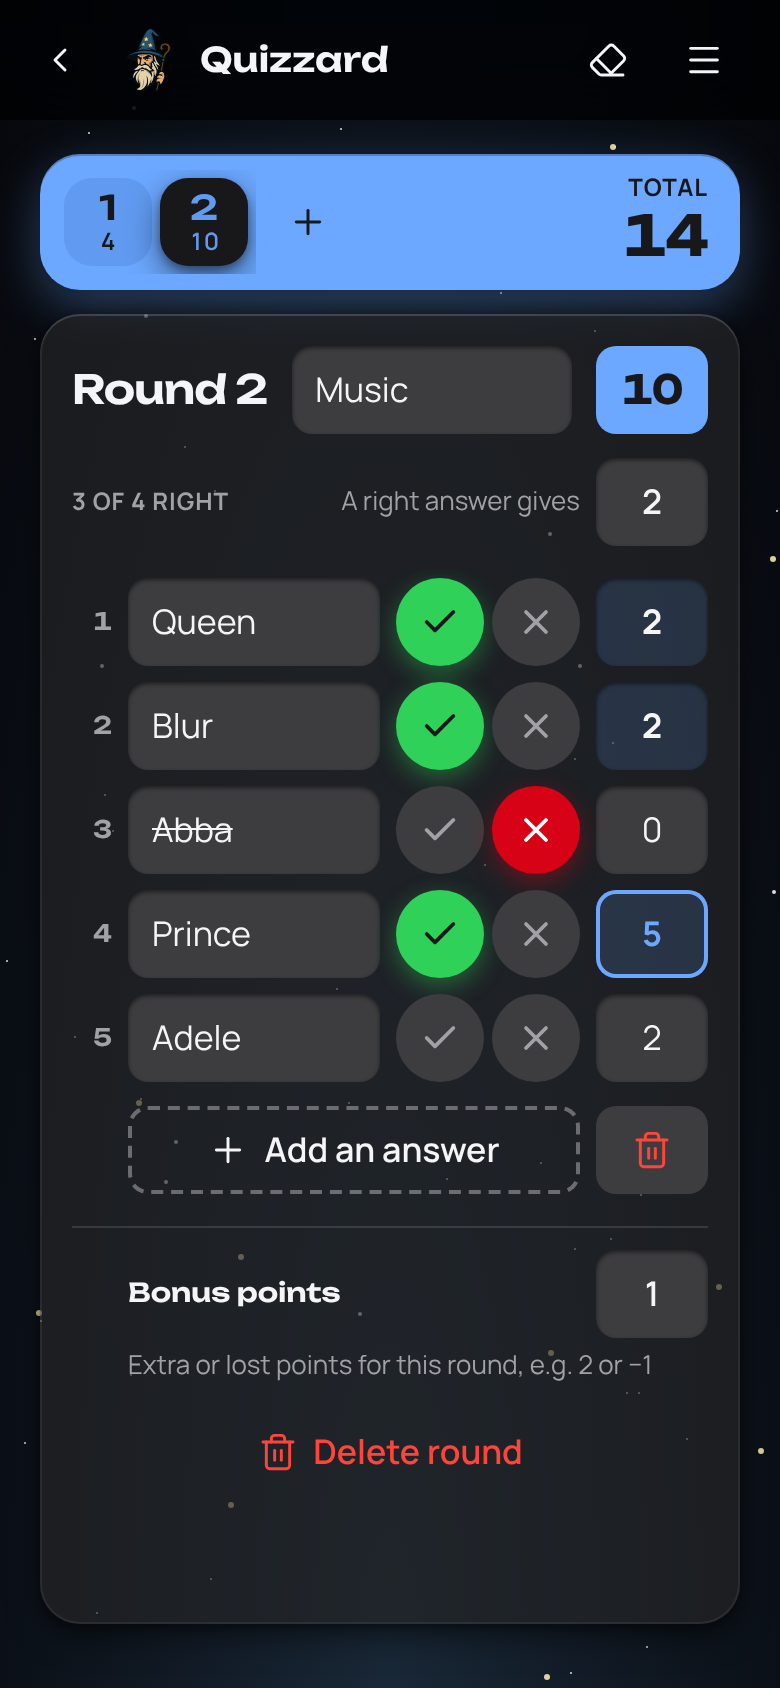 Quizzard
1
4
2
10
+
TOTAL
14
Round 2
Music
10
3 OF 4 RIGHT
A right answer gives
2
1 Queen 2
2 Blur 2
3 Abba 0
4 Prince 5
5 Adele 2
+ Add an answer
Bonus points
1
Extra or lost points for this round, e.g. 2 or −1
Delete round